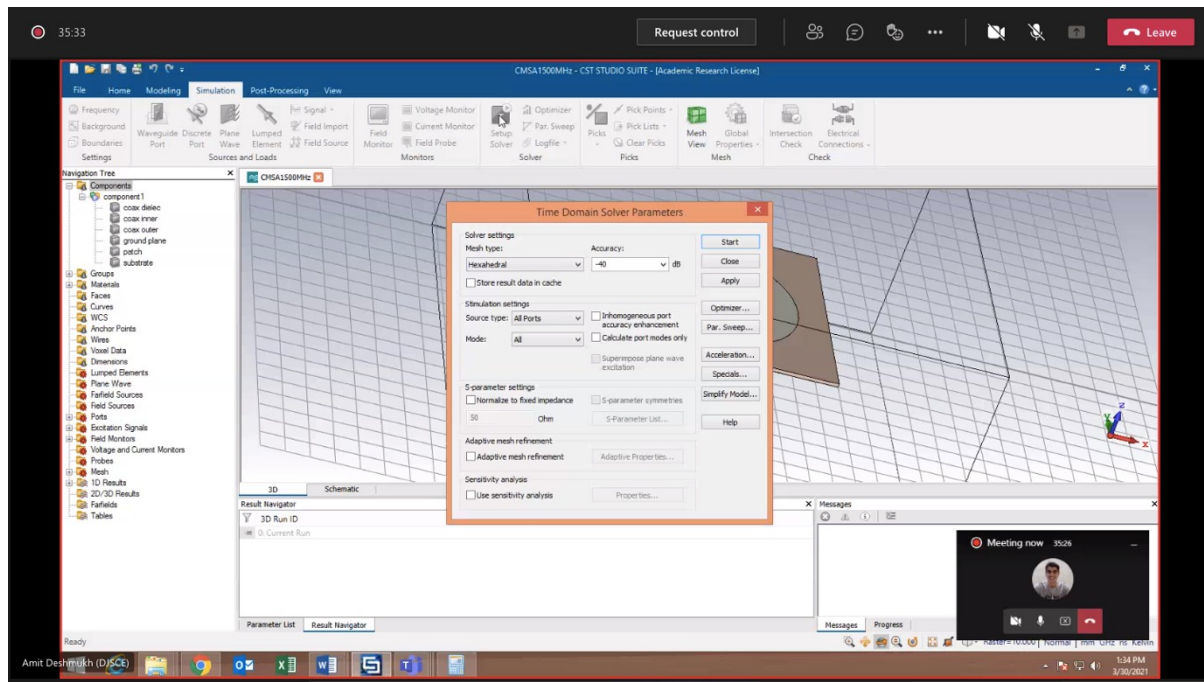 35:33
Request control
Leave
CMSA1500MHz - CST STUDIO SUITE - [Academic Research License]
File Home Modeling Simulation Post-Processing View
Frequency
Background
Boundaries
Settings
Waveguide Port
Discrete Port
Plane Wave
Lumped Element
Signal
Field Import
Field Source
Sources and Loads
Field Monitor
Voltage Monitor
Current Monitor
Field Probe
Monitors
Setup Solver
Optimizer
Par. Sweep
Logfile
Solver
Picks
Pick Points
Pick Lists
Clear Picks
Picks
Mesh View
Global Properties
Mesh
Intersection Check
Electrical Connections
Check
Navigation Tree
Components
component1
coax dielec
coax inner
coax outer
ground plane
patch
substrate
Groups
Materials
Faces
Curves
WCS
Anchor Points
Wires
Voxel Data
Dimensions
Lumped Elements
Plane Wave
Farfield Sources
Field Sources
Ports
Excitation Signals
Field Monitors
Voltage and Current Monitors
Probes
Mesh
1D Results
2D/3D Results
Farfields
Tables
CMSA1500MHz
Time Domain Solver Parameters
Solver settings
Mesh type: Accuracy:
Hexahedral -40 dB
Store result data in cache
Stimulation settings
Source type: All Ports
Inhomogeneous port accuracy enhancement
Mode: All
Calculate port modes only
Superimpose plane wave excitation
S-parameter settings
Normalize to fixed impedance
S-parameter symmetries
50 Ohm
S-Parameter List...
Adaptive mesh refinement
Adaptive mesh refinement
Adaptive Properties...
Sensitivity analysis
Use sensitivity analysis
Properties...
Start
Close
Apply
Optimizer...
Par. Sweep...
Acceleration...
Specials...
Simplify Model...
Help
z
y
x
3D Schematic
Result Navigator
3D Run ID
0: Current Run
Parameter List Result Navigator
Messages
Meeting now 35:26
Messages Progress
Ready
Raster=10.000 Normal mm GHz ns Kelvin
Amit Deshmukh (DJSCE)
1:34 PM
3/30/2021